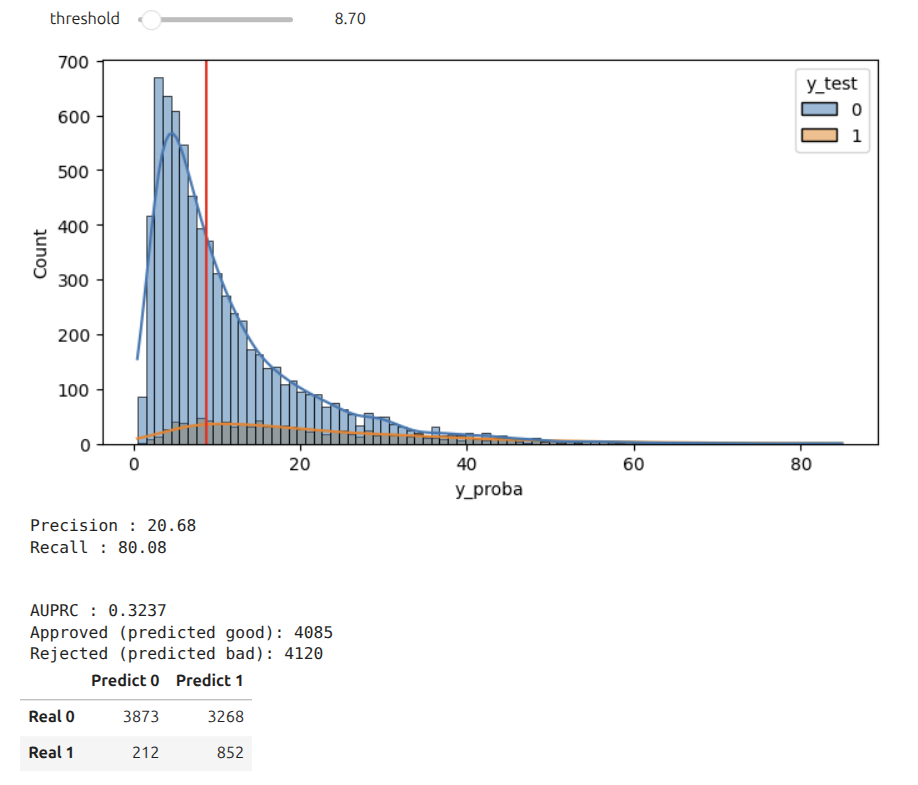 threshold 8.70
700
600
500
400
300
200
100
0
Count
y_test
0
1
0 20 40 60 80
y_proba
Precision : 20.68
Recall : 80.08
AUPRC : 0.3237
Approved (predicted good): 4085
Rejected (predicted bad): 4120
Predict 0 Predict 1
Real 0 3873 3268
Real 1 212 852